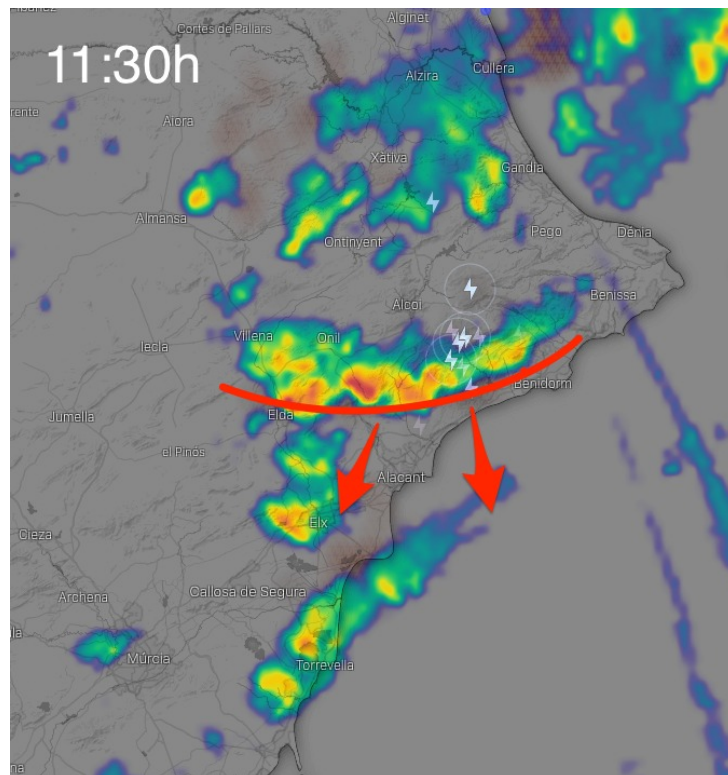 Alginet
Cortes de Pallars
11:30h
Cullera
Alzira
Aiora
Xàtiva
Gandia
Almansa
Pego
Dénia
Ontinyent
Benissa
Alcoi
Villena
Onil
Iecla
Benidorm
Elda
Jumella
el Pinós
Alacant
Elx
Cieza
Callosa de Segura
Archena
Múrcia
Torrevella